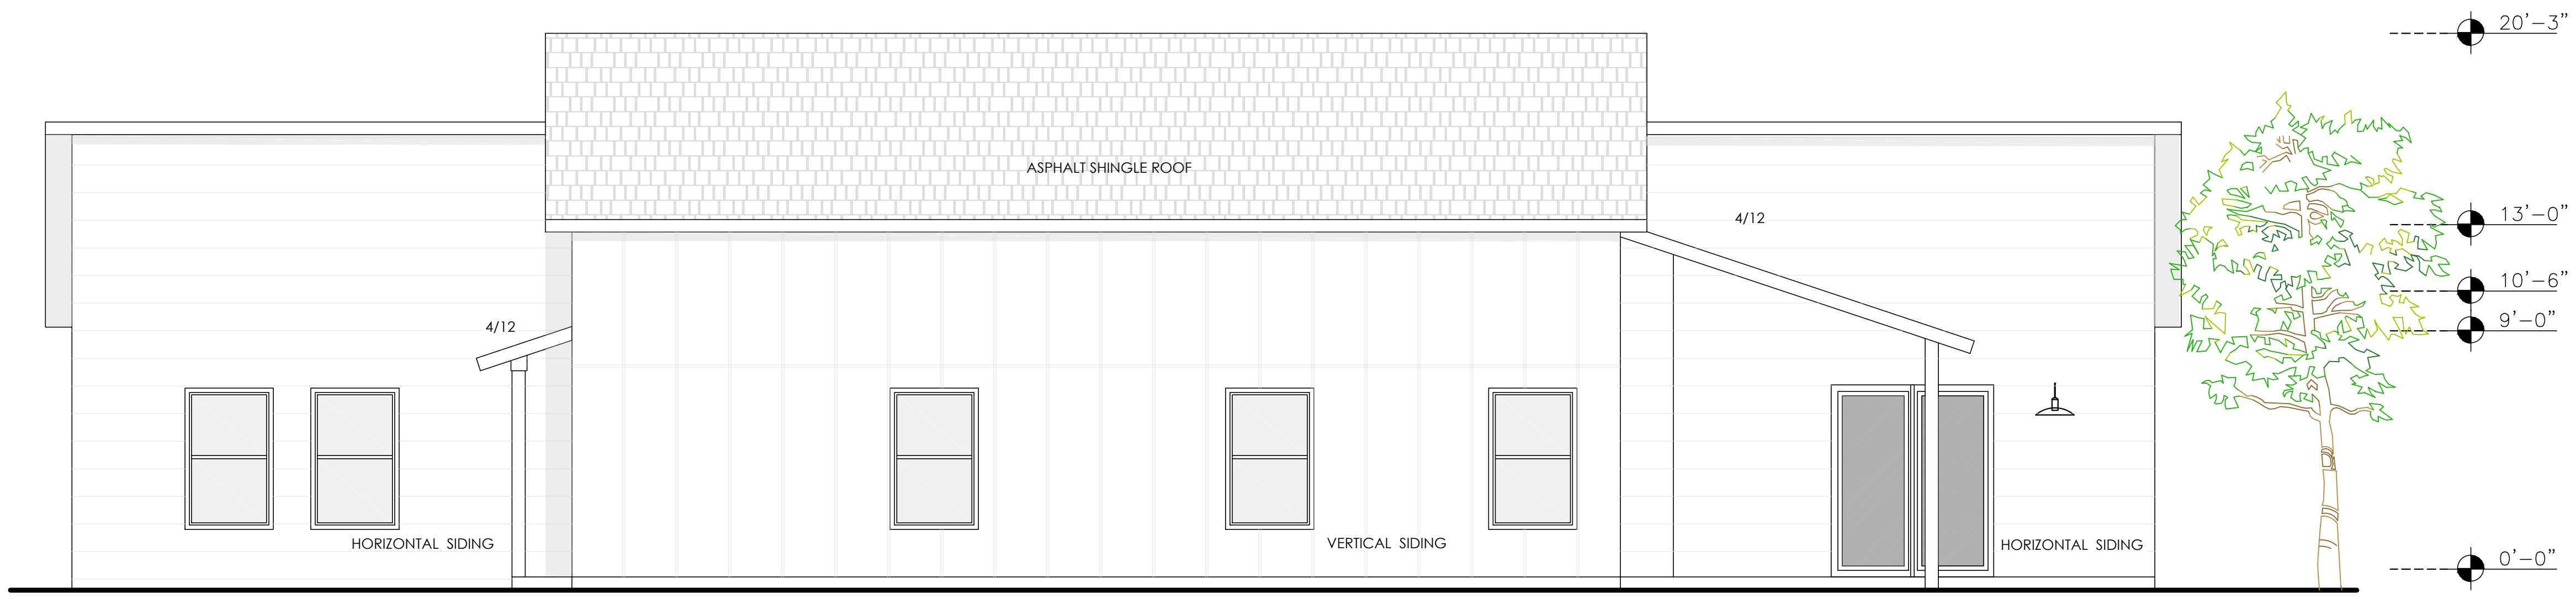 20'-3"
ASPHALT SHINGLE ROOF
4/12
13'-0"
10'-6"
4/12
9'-0"
HORIZONTAL SIDING
VERTICAL SIDING
HORIZONTAL SIDING
0'-0"